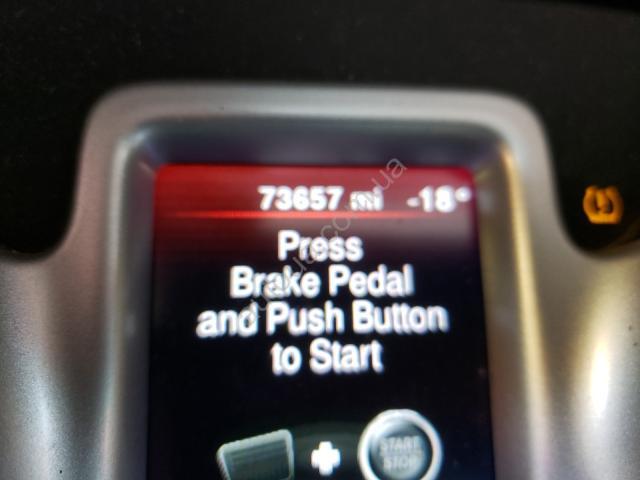 73657 mi -18°
Press
Brake Pedal
and Push Button
to Start
START
STOP